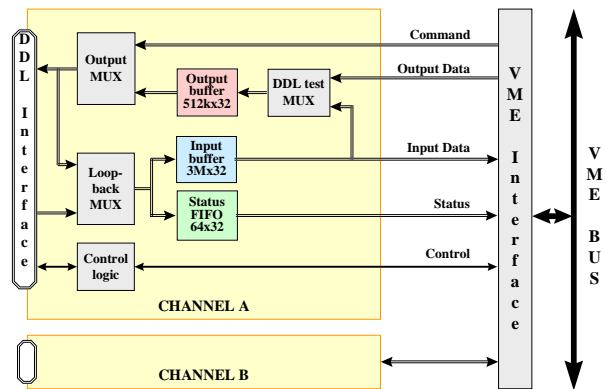 DDL Interface
Output
MUX
Output
buffer
512kx32
DDL test
MUX
Command
Output Data
Loop-
back
MUX
Input
buffer
3Mx32
Input Data
Status
FIFO
64x32
Status
Control
logic
Control
CHANNEL A
CHANNEL B
VME Interface
VME BUS